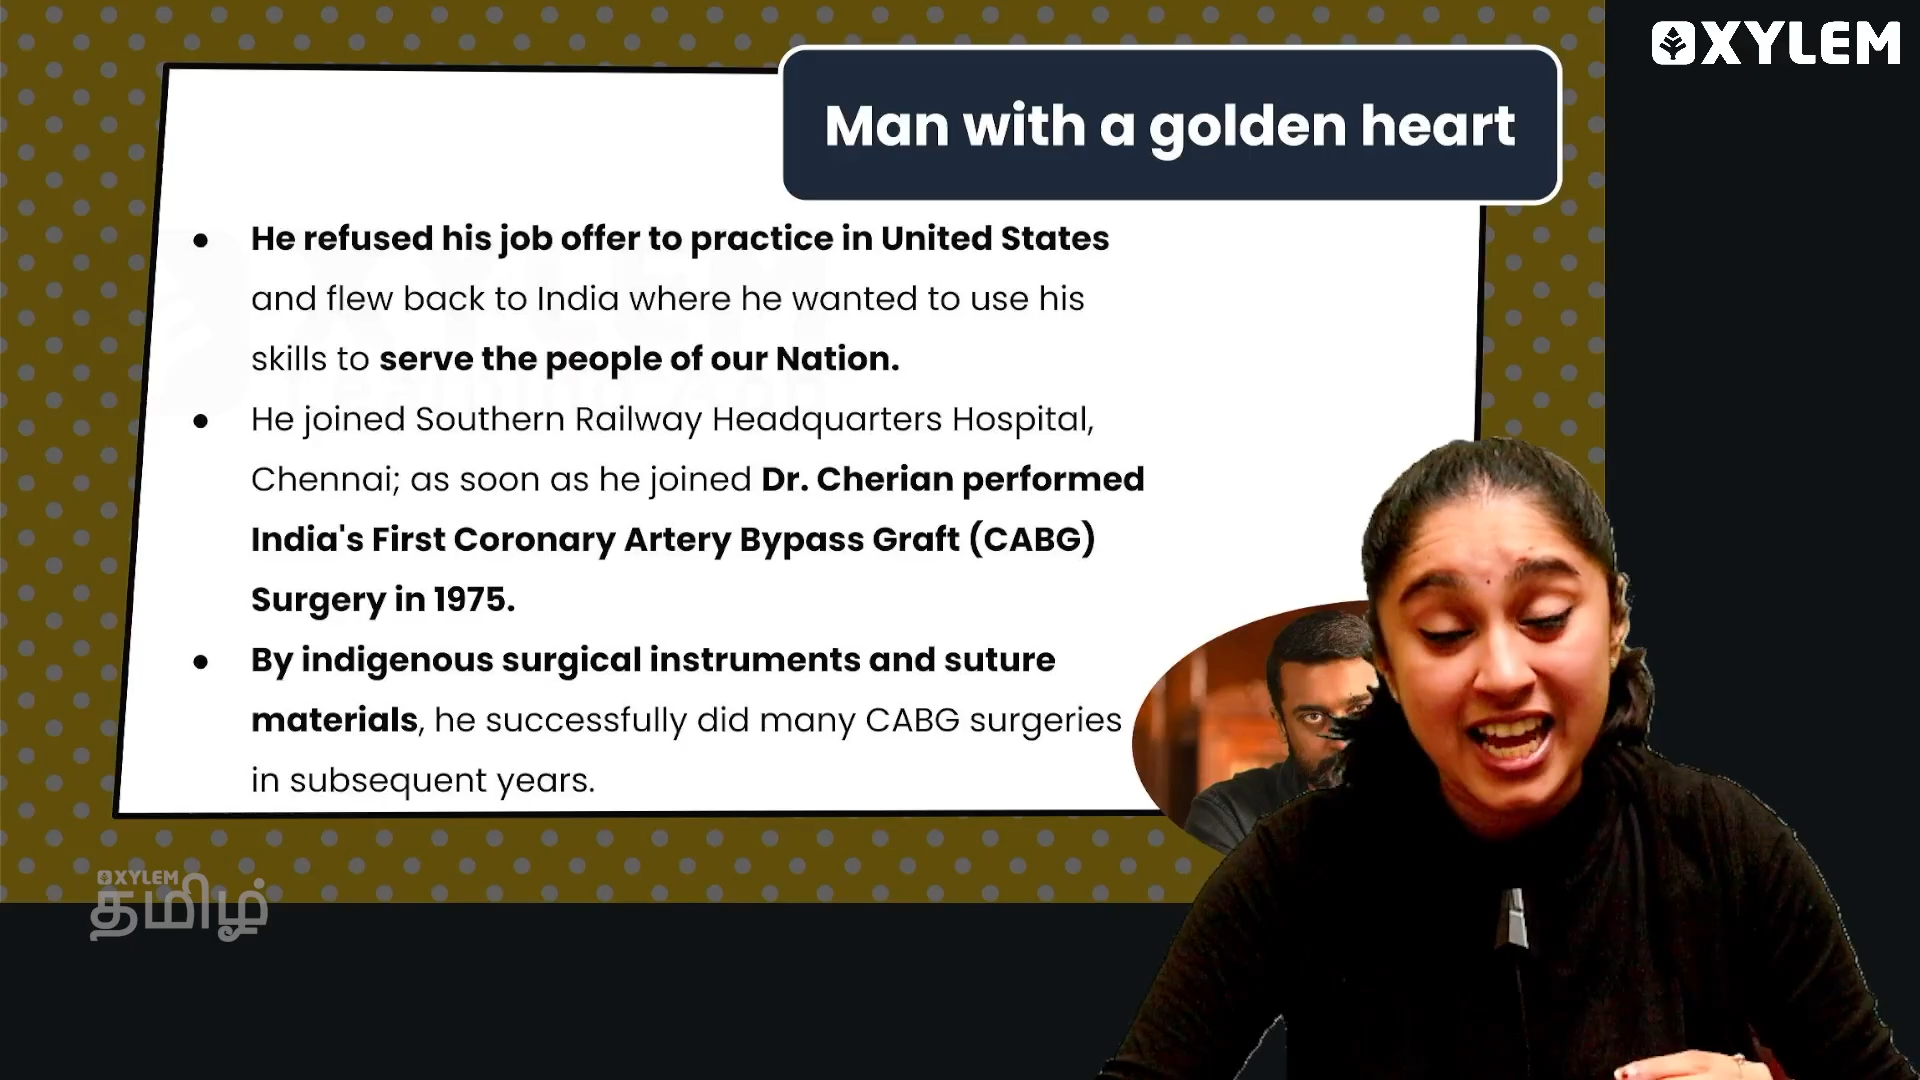 XYLEM
Man with a golden heart
● He refused his job offer to practice in United States
and flew back to India where he wanted to use his
skills to serve the people of our Nation.
● He joined Southern Railway Headquarters Hospital,
Chennai; as soon as he joined Dr. Cherian performed
India's First Coronary Artery Bypass Graft (CABG)
Surgery in 1975.
● By indigenous surgical instruments and suture
materials, he successfully did many CABG surgeries
in subsequent years.
XYLEM
தமிழ்